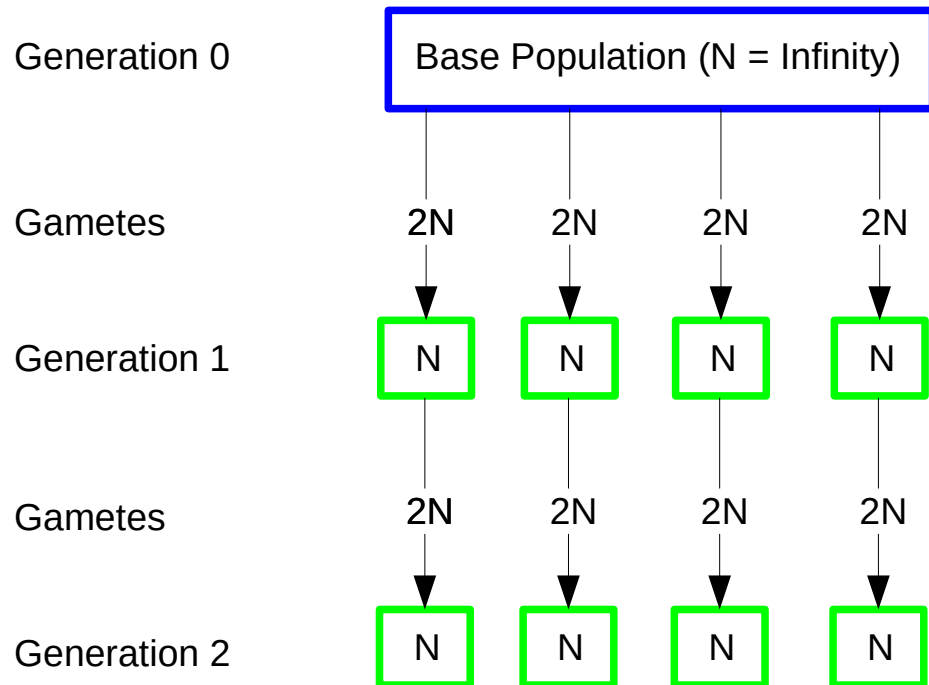 Generation 0 Base Population (N = Infinity)
Gametes 2N 2N 2N 2N
Generation 1 N N N N
Gametes 2N 2N 2N 2N
Generation 2 N N N N